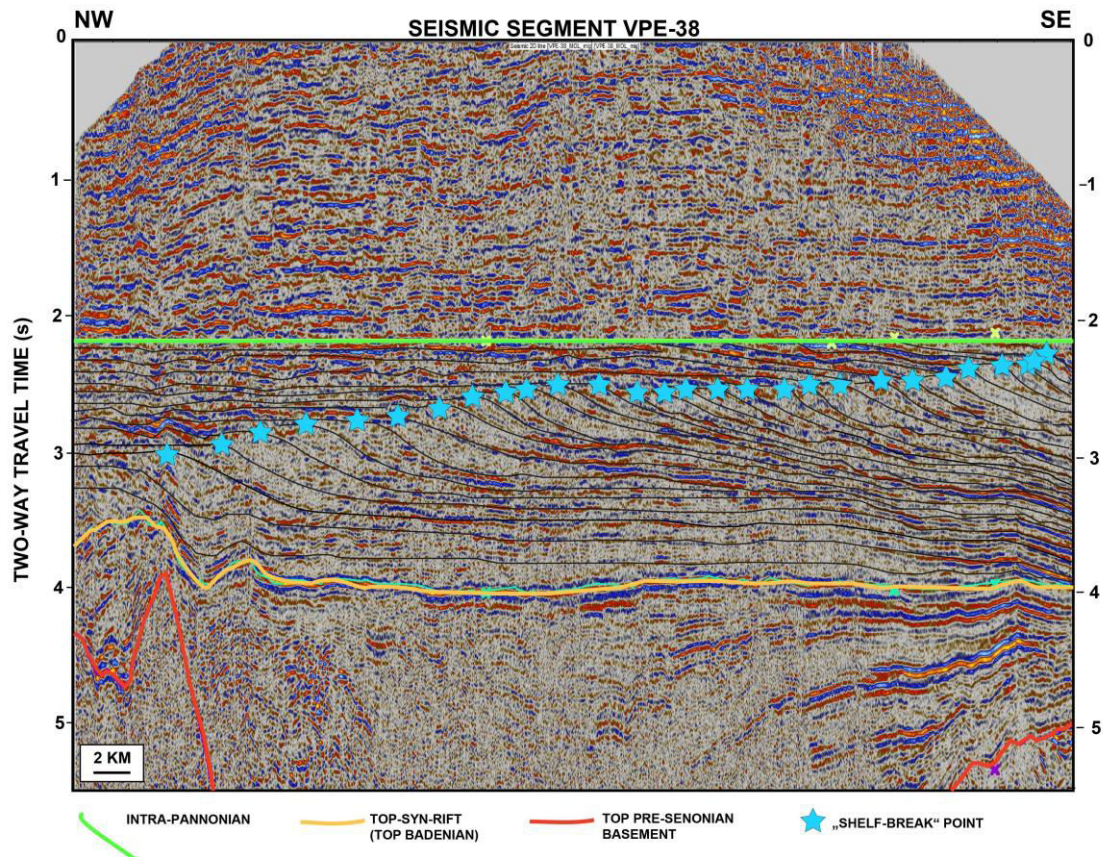 NW
SE
SEISMIC SEGMENT VPE-38
0
0
1
1
2
2
3
3
4
4
5
5
TWO-WAY TRAVEL TIME (s)
2 KM
INTRA-PANNONIAN
TOP-SYN-RIFT
(TOP BADENIAN)
TOP PRE-SENONIAN
BASEMENT
„SHELF-BREAK“ POINT